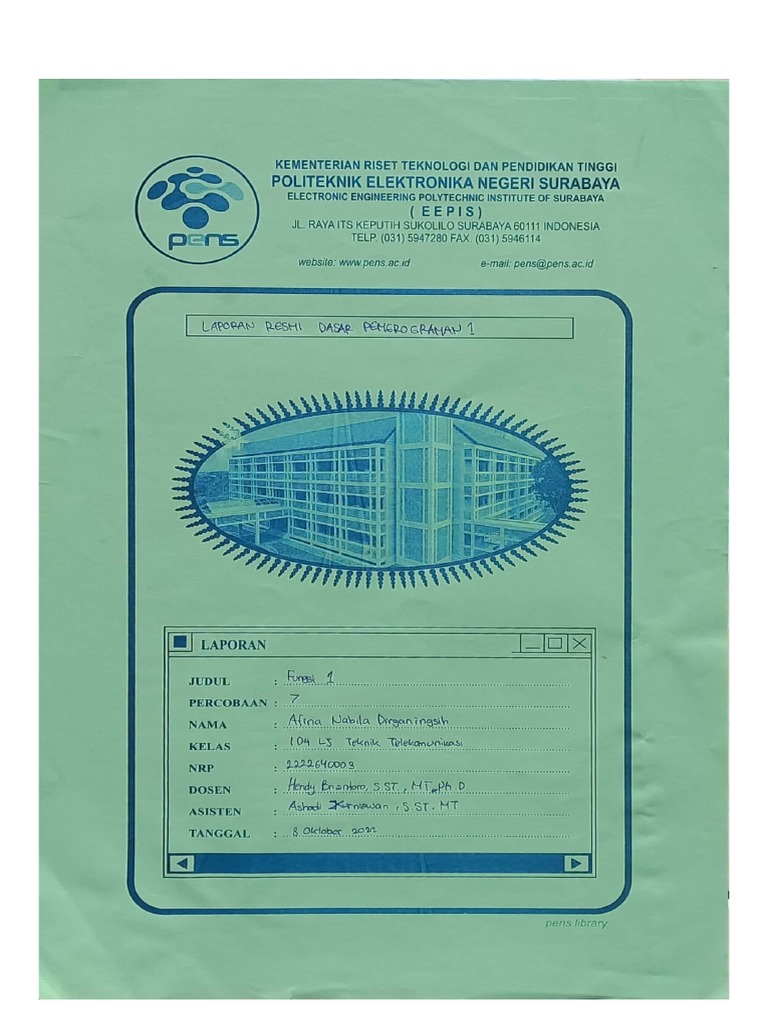 KEMENTERIAN RISET TEKNOLOGI DAN PENDIDIKAN TINGGI
POLITEKNIK ELEKTRONIKA NEGERI SURABAYA
ELECTRONIC ENGINEERING POLYTECHNIC INSTITUTE OF SURABAYA
( EEPIS )
JL. RAYA ITS KEPUTIH SUKOLILO SURABAYA 60111 INDONESIA
TELP. (031) 5947280 FAX. (031) 5946114
pens
website: www.pens.ac.id e-mail: pens@pens.ac.id
LAPORAN RESMI DASAR PEMEROGRAMAN 1
LAPORAN
JUDUL : Fungsi 1
PERCOBAAN : 7
NAMA : Afina Nabila Dirganingsih
KELAS : 1 D4 LJ Teknik Telekomunikasi
NRP : 2222640003
DOSEN : Hendy Briantoro, S.ST., MT, Ph.D
ASISTEN : Ashadi Kurniawan, S.ST. MT
TANGGAL : 8 Oktober 2022
pens library